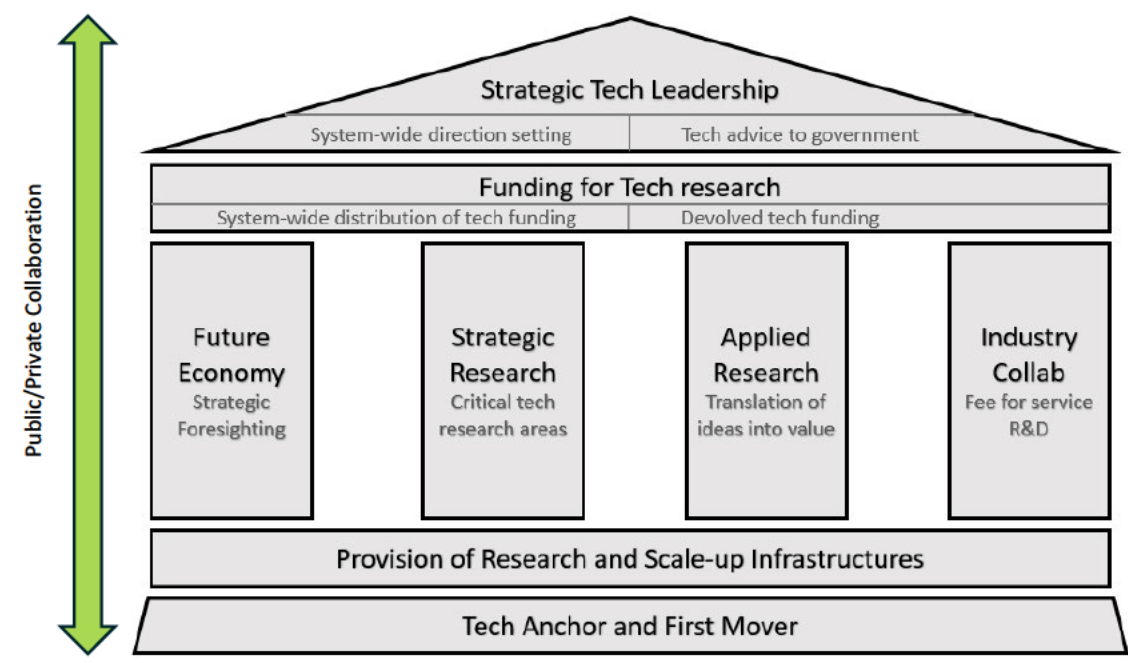 Public/Private Collaboration
Strategic Tech Leadership
System-wide direction setting
Tech advice to government
Funding for Tech research
System-wide distribution of tech funding
Devolved tech funding
Future
Economy
Strategic
Foresighting
Strategic
Research
Critical tech
research areas
Applied
Research
Translation of
ideas into value
Industry
Collab
Fee for service
R&D
Provision of Research and Scale-up Infrastructures
Tech Anchor and First Mover